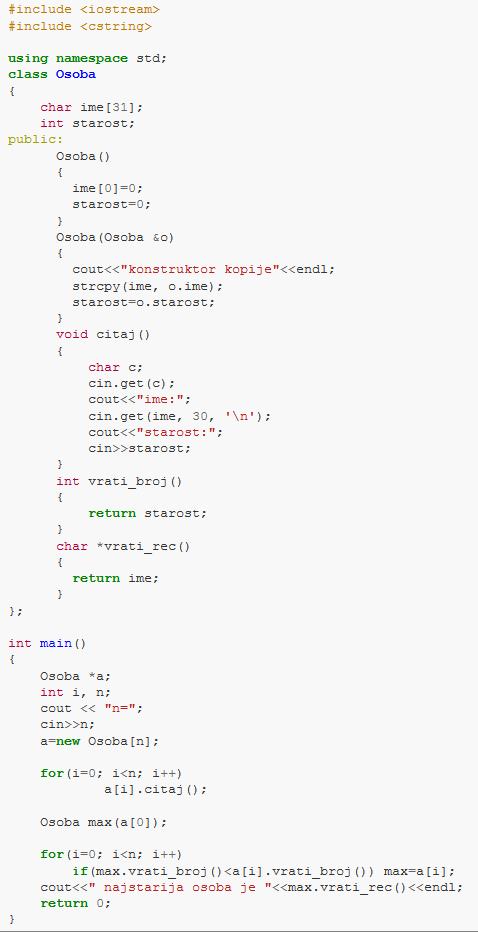 #include <iostream>
#include <cstring>

using namespace std;
class Osoba
{
    char ime[31];
    int starost;
public:
      Osoba()
      {
        ime[0]=0;
        starost=0;
      }
      Osoba(Osoba &o)
      {
        cout<<"konstruktor kopije"<<endl;
        strcpy(ime, o.ime);
        starost=o.starost;
      }
      void citaj()
      {
          char c;
          cin.get(c);
          cout<<"ime:";
          cin.get(ime, 30, '\n');
          cout<<"starost:";
          cin>>starost;
      }
      int vrati_broj()
      {
          return starost;
      }
      char *vrati_rec()
      {
        return ime;
      }
};

int main()
{
    Osoba *a;
    int i, n;
    cout << "n=";
    cin>>n;
    a=new Osoba[n];

    for(i=0; i<n; i++)
            a[i].citaj();

    Osoba max(a[0]);

    for(i=0; i<n; i++)
        if(max.vrati_broj()<a[i].vrati_broj()) max=a[i];
    cout<<" najstarija osoba je "<<max.vrati_rec()<<endl;
    return 0;
}